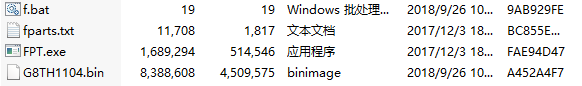 f.bat 19 19 Windows 批处理... 2018/9/26 10... 9AB929FE
fparts.txt 11,708 1,817 文本文档 2017/12/3 18... BC855E...
FPT.exe 1,689,294 514,546 应用程序 2017/12/3 18... FAE94D47
G8TH1104.bin 8,388,608 4,509,575 binimage 2018/9/26 10... A452A4F7